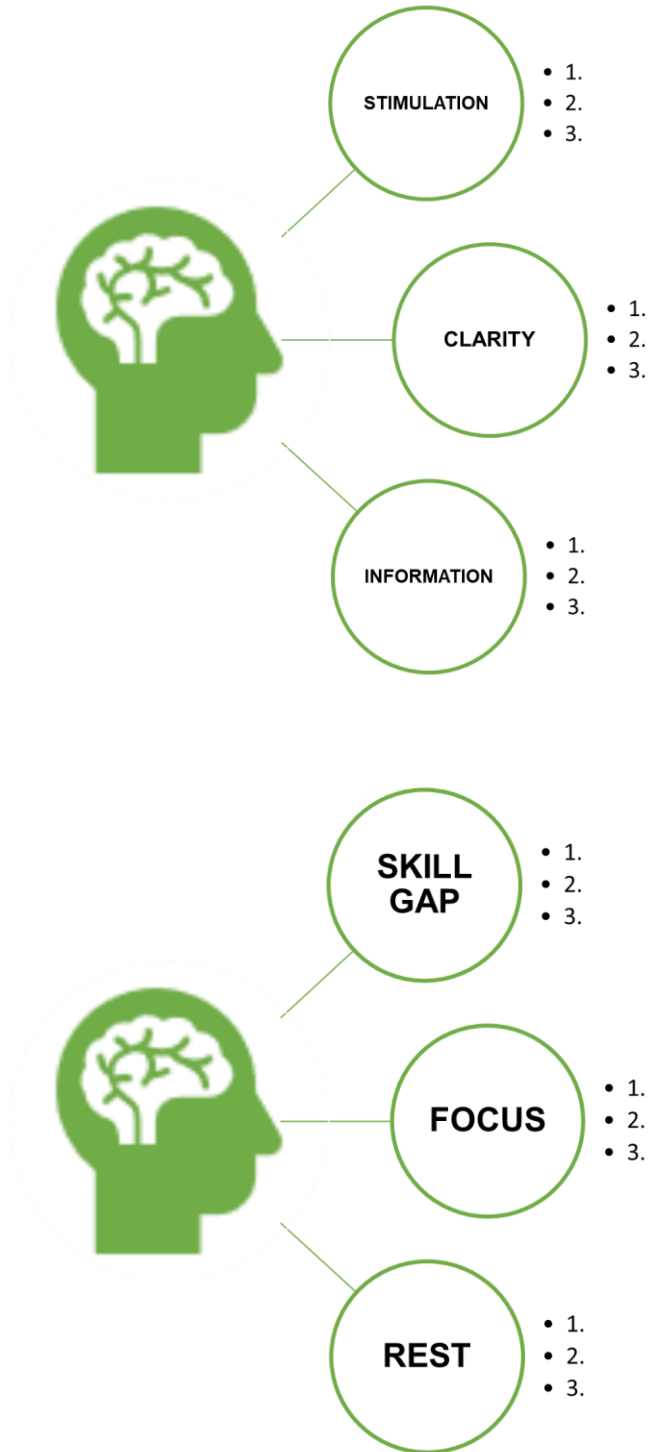 STIMULATION
• 1.
• 2.
• 3.
CLARITY
• 1.
• 2.
• 3.
INFORMATION
• 1.
• 2.
• 3.
SKILL
GAP
• 1.
• 2.
• 3.
FOCUS
• 1.
• 2.
• 3.
REST
• 1.
• 2.
• 3.